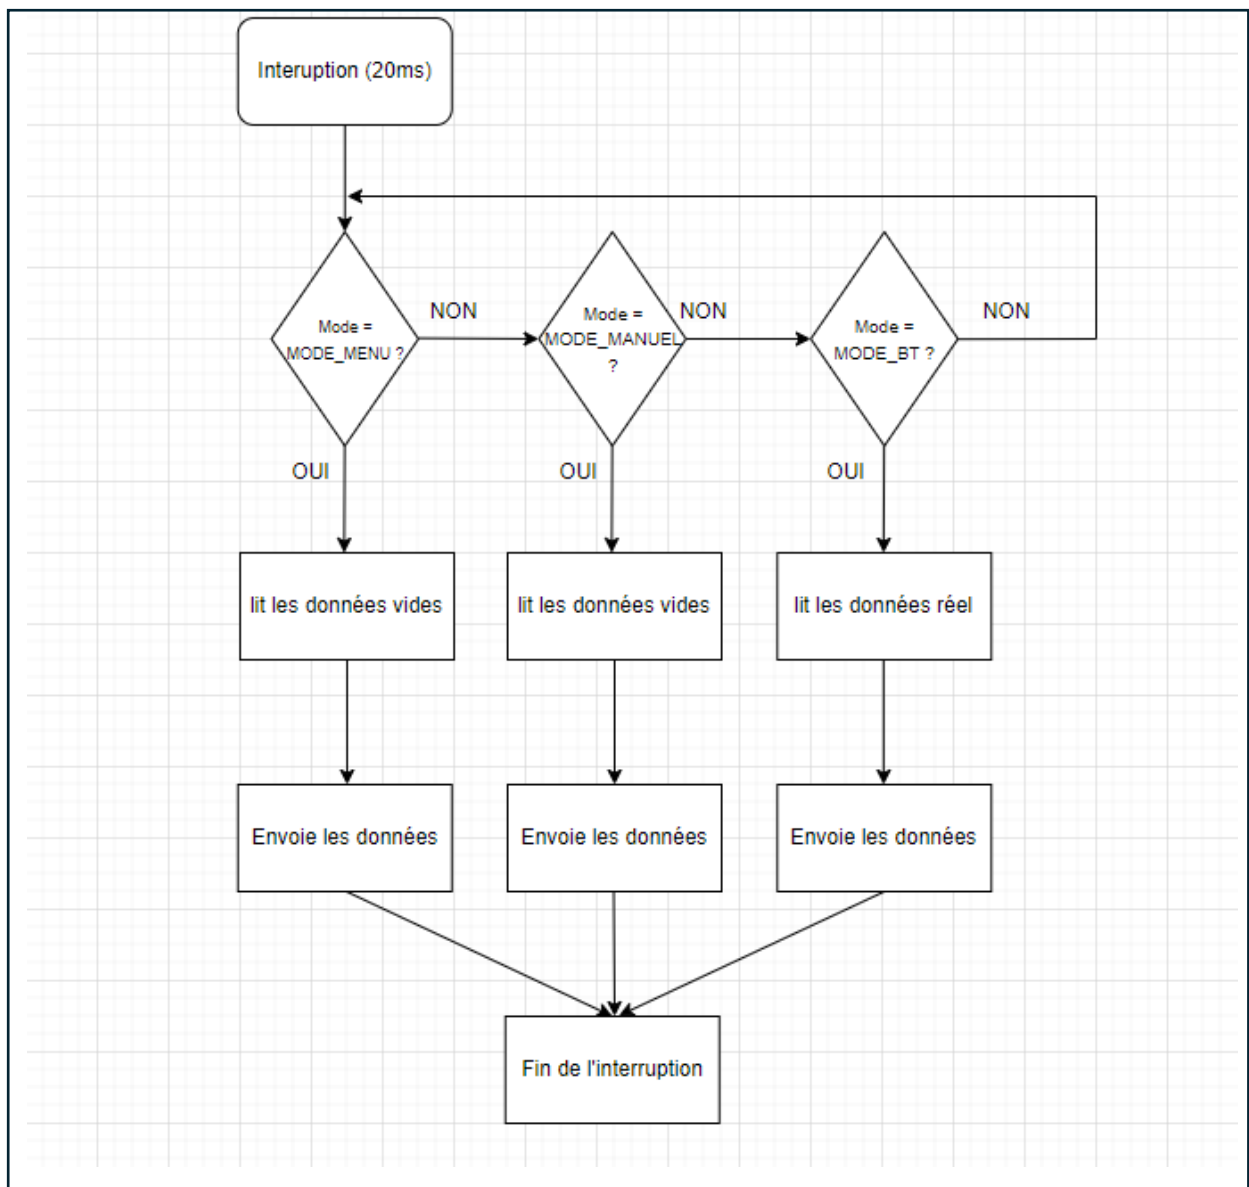 Interuption (20ms)
Mode =
MODE_MENU ?
NON
Mode =
MODE_MANUEL
?
NON
Mode =
MODE_BT ?
NON
OUI
OUI
OUI
lit les données vides
lit les données vides
lit les données réel
Envoie les données
Envoie les données
Envoie les données
Fin de l'interruption